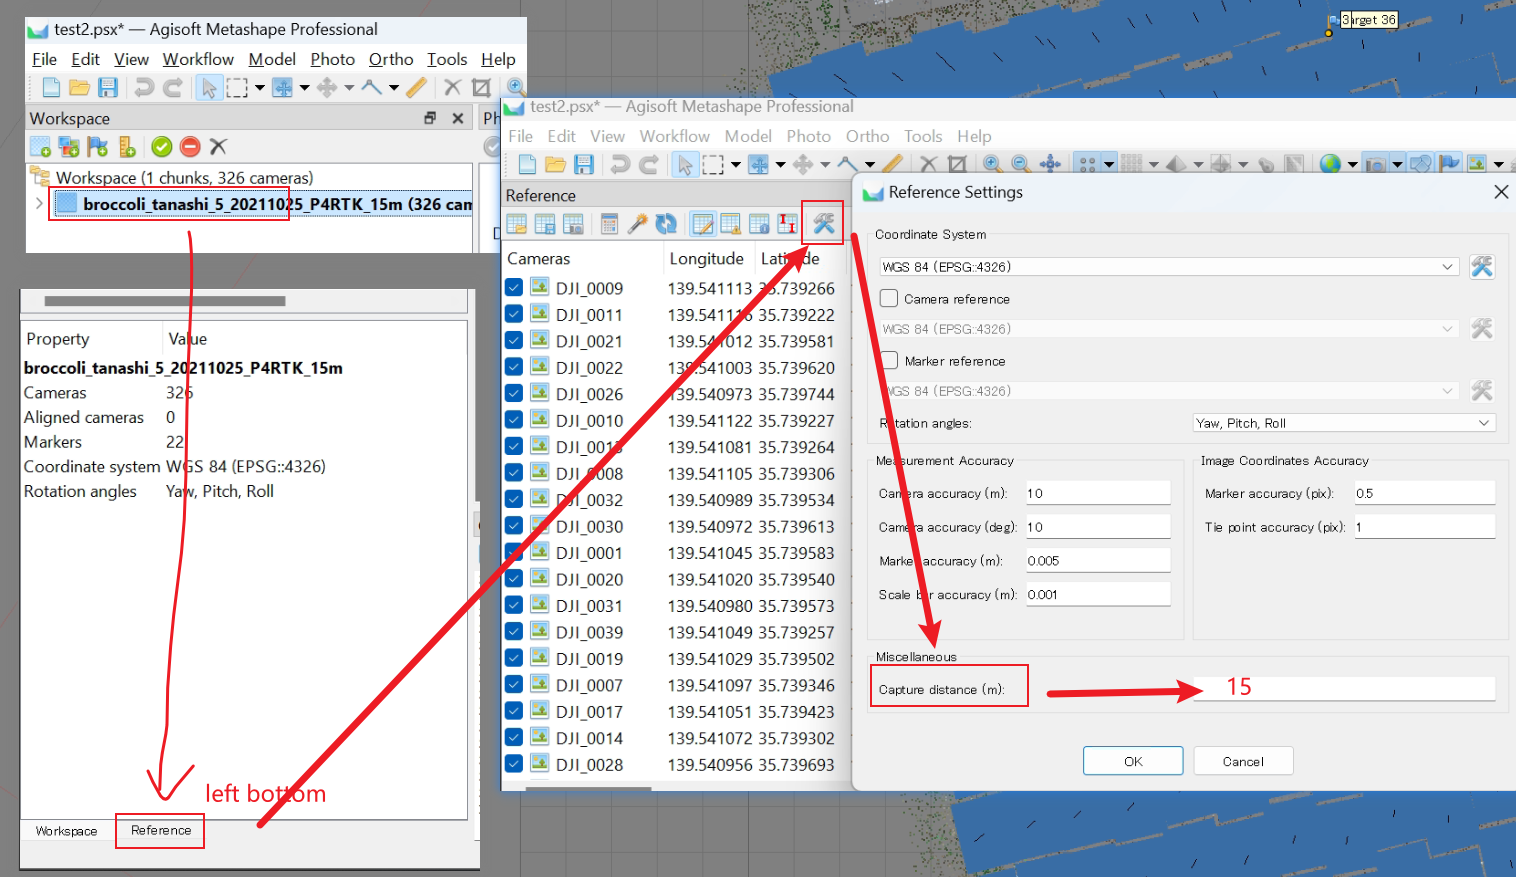 test2.psx* — Agisoft Metashape Professional
File Edit View Workflow Model Photo Ortho Tools Help
Workspace
Ph
Workspace (1 chunks, 326 cameras)
broccoli_tanashi_5_20211025_P4RTK_15m (326 cam
Property Value
broccoli_tanashi_5_20211025_P4RTK_15m
Cameras 326
Aligned cameras 0
Markers 22
Coordinate system WGS 84 (EPSG::4326)
Rotation angles Yaw, Pitch, Roll
left bottom
Workspace Reference
test2.psx* — Agisoft Metashape Professional
File Edit View Workflow Model Photo Ortho Tools Help
Reference
Cameras Longitude Latitude
DJI_0009 139.541113 35.739266
DJI_0011 139.541116 35.739222
DJI_0021 139.541012 35.739581
DJI_0022 139.541003 35.739620
DJI_0026 139.540973 35.739744
DJI_0010 139.541122 35.739227
139.541081 35.739264
DJI_0008 139.541105 35.739306
DJI_0032 139.540989 35.739534
DJI_0030 139.540972 35.739613
DJI_0001 139.541045 35.739583
DJI_0020 139.541020 35.739540
DJI_0031 139.540980 35.739573
DJI_0039 139.541049 35.739257
DJI_0019 139.541029 35.739502
DJI_0007 139.541097 35.739346
DJI_0017 139.541051 35.739423
DJI_0014 139.541072 35.739302
DJI_0028 139.540956 35.739693
Reference Settings
Coordinate System
WGS 84 (EPSG::4326)
Camera reference
WGS 84 (EPSG::4326)
Marker reference
WGS 84 (EPSG::4326)
Rotation angles: Yaw, Pitch, Roll
Measurement Accuracy
Camera accuracy (m): 10
Camera accuracy (deg): 10
Marker accuracy (m): 0.005
Scale bar accuracy (m): 0.001
Image Coordinates Accuracy
Marker accuracy (pix): 0.5
Tie point accuracy (pix): 1
Miscellaneous
Capture distance (m): 15
OK Cancel
target 36